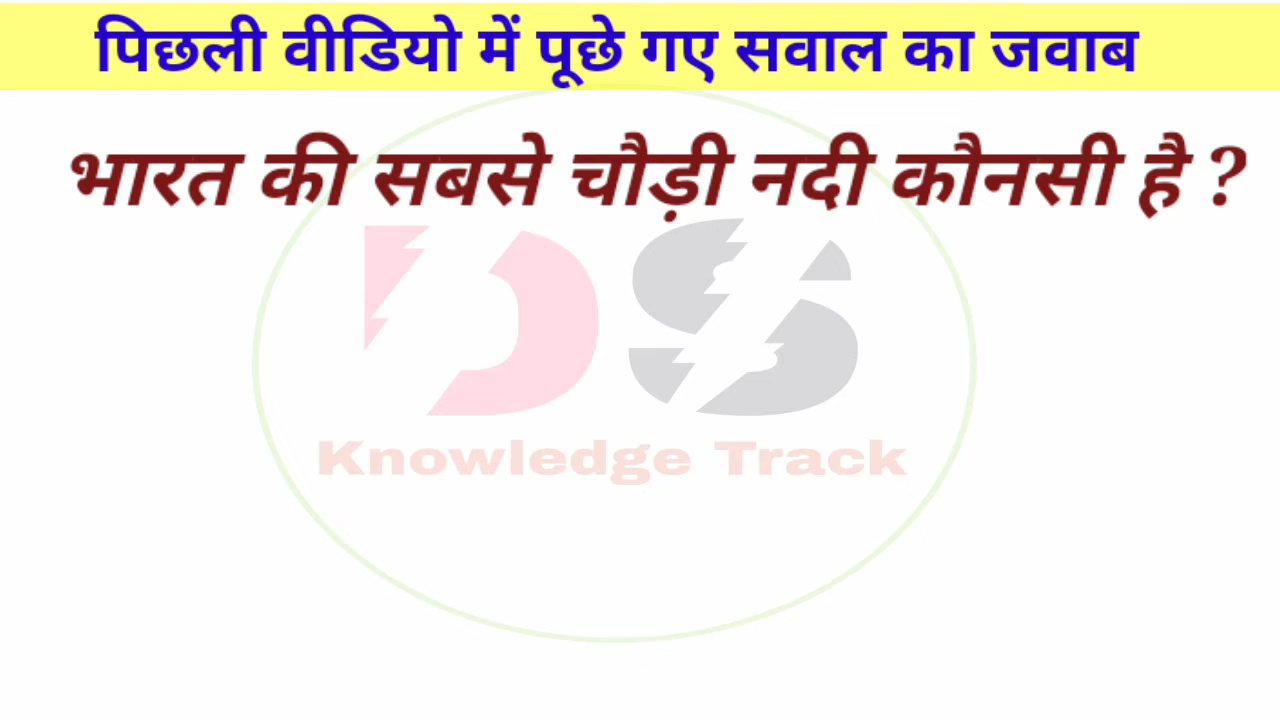 पिछली वीडियो में पूछे गए सवाल का जवाब
भारत की सबसे चौड़ी नदी कौनसी है ?
DS
Knowledge Track